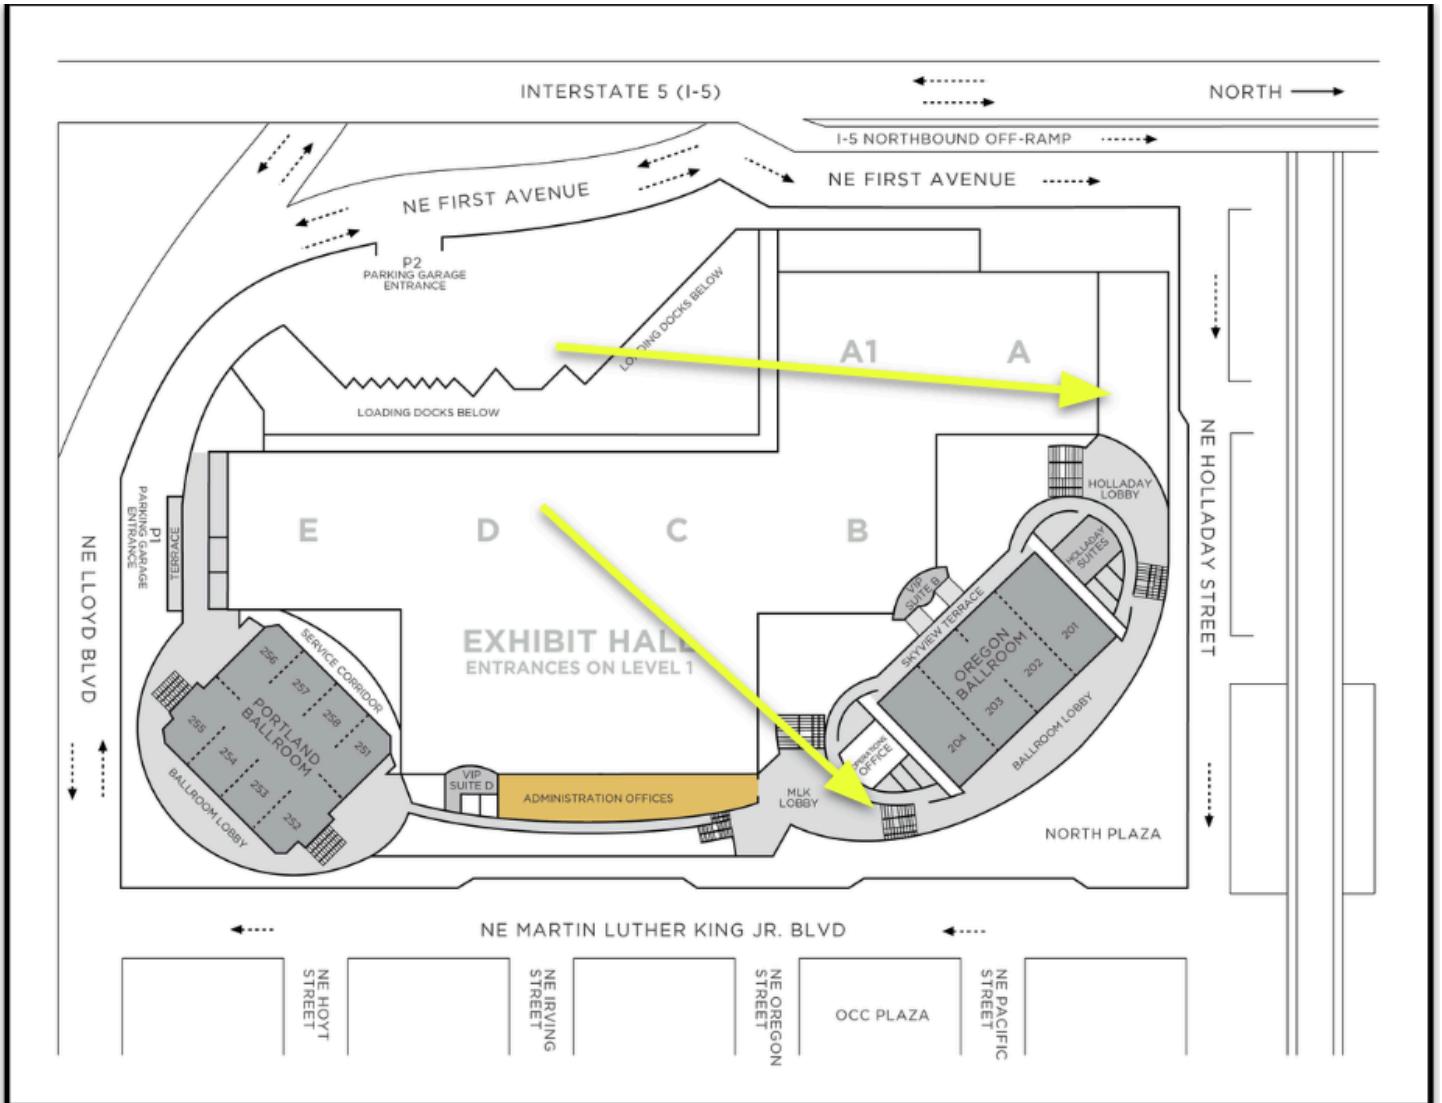 INTERSTATE 5 (I-5)
NORTH
I-5 NORTHBOUND OFF-RAMP
NE FIRST AVENUE
NE FIRST AVENUE
P2
PARKING GARAGE
ENTRANCE
LOADING DOCKS BELOW
LOADING DOCKS BELOW
A1
A
NE HOLLADAY STREET
HOLLADAY
LOBBY
HOLLADAY
SUITES
P1
PARKING GARAGE
ENTRANCE
TERRACE
NE LLOYD BLVD
E
D
C
B
EXHIBIT HALL
ENTRANCES ON LEVEL 1
VIP
SUITE B
SKYVIEW TERRACE
OREGON
BALLROOM
201
202
203
204
BALLROOM LOBBY
SERVICE CORRIDOR
PORTLAND
BALLROOM
256
257
258
251
255
254
253
252
BALLROOM LOBBY
VIP
SUITE D
ADMINISTRATION OFFICES
MLK
LOBBY
OPERATIONS
OFFICE
NORTH PLAZA
NE MARTIN LUTHER KING JR. BLVD
NE HOYT
STREET
NE IRVING
STREET
NE OREGON
STREET
OCC PLAZA
NE PACIFIC
STREET